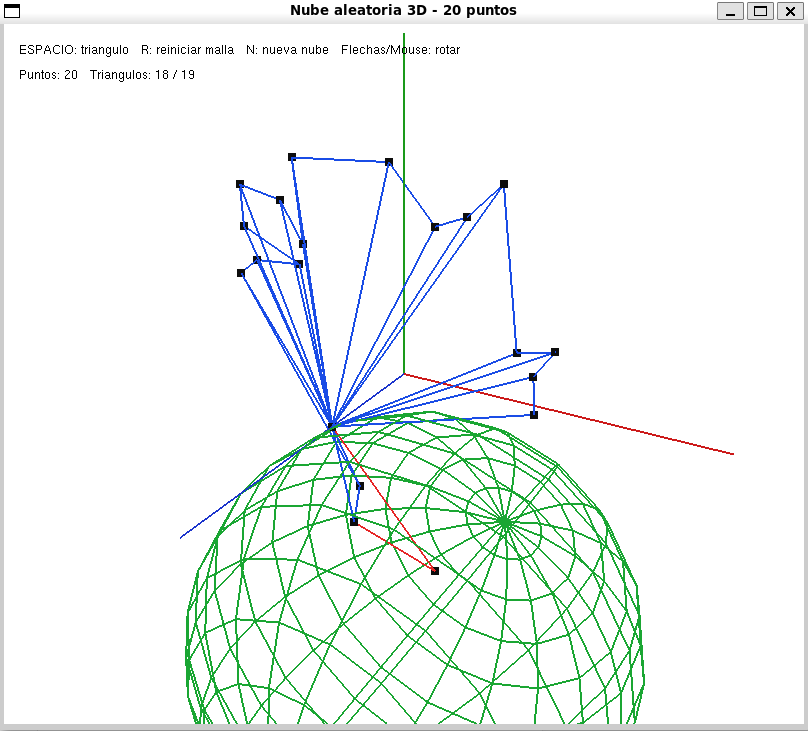 Nube aleatoria 3D - 20 puntos
ESPACIO: triangulo R: reiniciar malla N: nueva nube Flechas/Mouse: rotar
Puntos: 20 Triangulos: 18 / 19